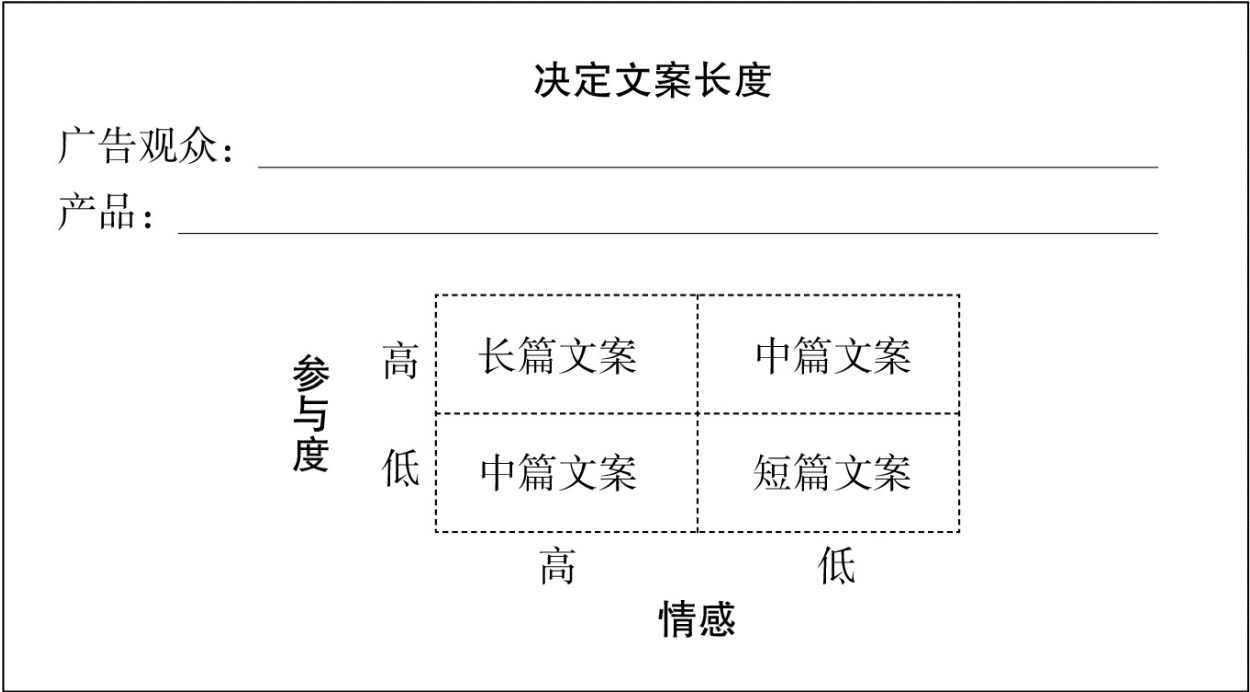 决定文案长度
广告观众：
产品：
参与度
高 长篇文案 中篇文案
低 中篇文案 短篇文案
高 低
情感